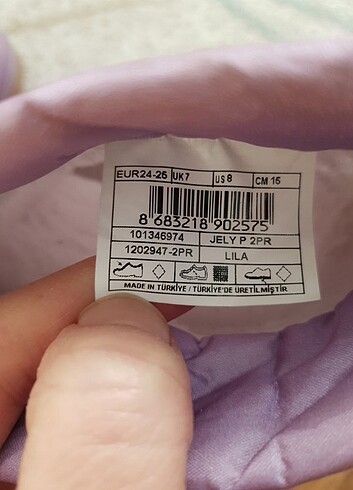 EUR24-25 UK7 US 8 CM 15
8 683218 902575
101346974 JELY P 2PR
1202947-2PR LILA
MADE IN TÜRKİYE / TÜRKİYE'DE ÜRETİLMİŞTİR